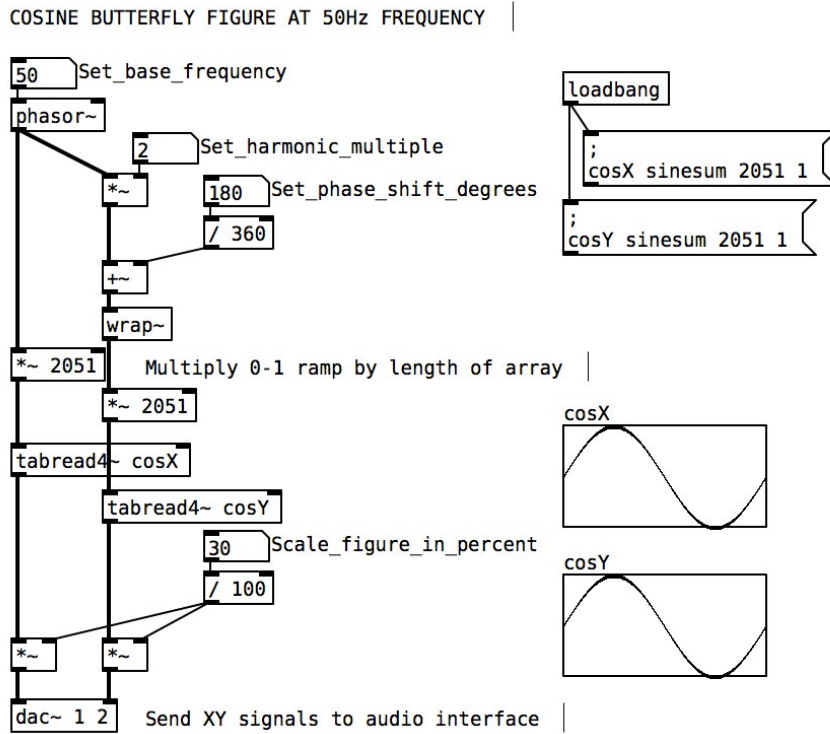 COSINE BUTTERFLY FIGURE AT 50Hz FREQUENCY
50 Set_base_frequency
phasor~
2 Set_harmonic_multiple
*~
180 Set_phase_shift_degrees
/ 360
+~
wrap~
*~ 2051
Multiply 0-1 ramp by length of array
*~ 2051
tabread4~ cosX
tabread4~ cosY
30 Scale_figure_in_percent
/ 100
*~
*~
dac~ 1 2
Send XY signals to audio interface
loadbang
;
cosX sinesum 2051 1
;
cosY sinesum 2051 1
cosX
cosY